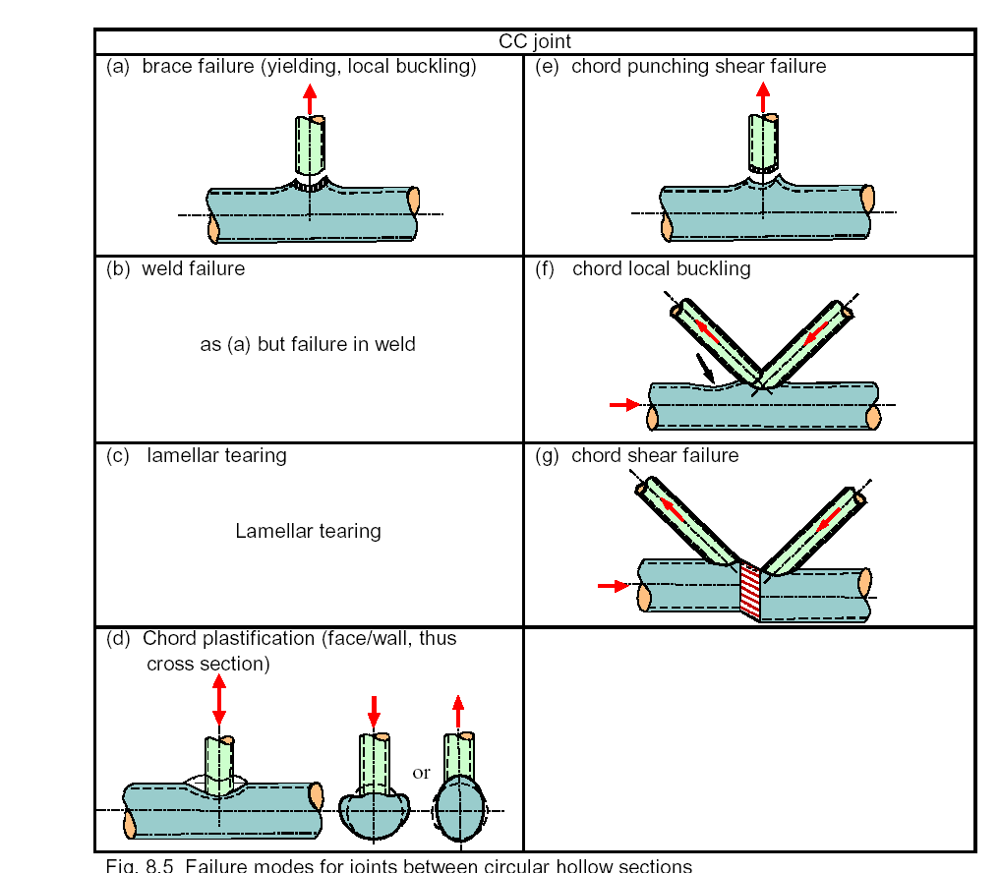 CC joint
(a) brace failure (yielding, local buckling)
(e) chord punching shear failure
(b) weld failure
as (a) but failure in weld
(f) chord local buckling
(c) lamellar tearing
Lamellar tearing
(g) chord shear failure
(d) Chord plastification (face/wall, thus
cross section)
or
Fig. 8.5 Failure modes for joints between circular hollow sections